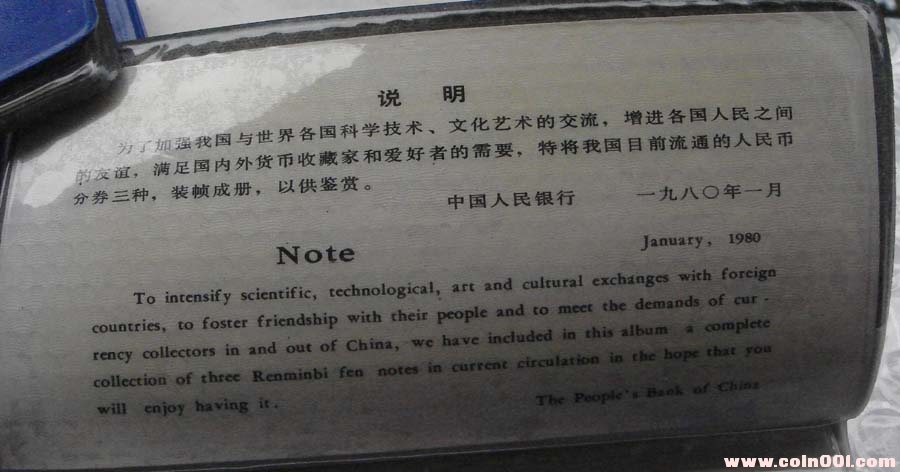 说 明
为了加强我国与世界各国科学技术、文化艺术的交流，增进各国人民之间
的友谊，满足国内外货币收藏家和爱好者的需要，特将我国目前流通的人民币
分券三种，装帧成册，以供鉴赏。
中国人民银行 一九八〇年一月
Note January, 1980
To intensify scientific, technological, art and cultural exchanges with foreign
countries, to foster friendship with their people and to meet the demands of cur-
rency collectors in and out of China, we have included in this album a complete
collection of three Renminbi fen notes in current circulation in the hope that you
will enjoy having it.
The People's Bank of China
www.coin001.com